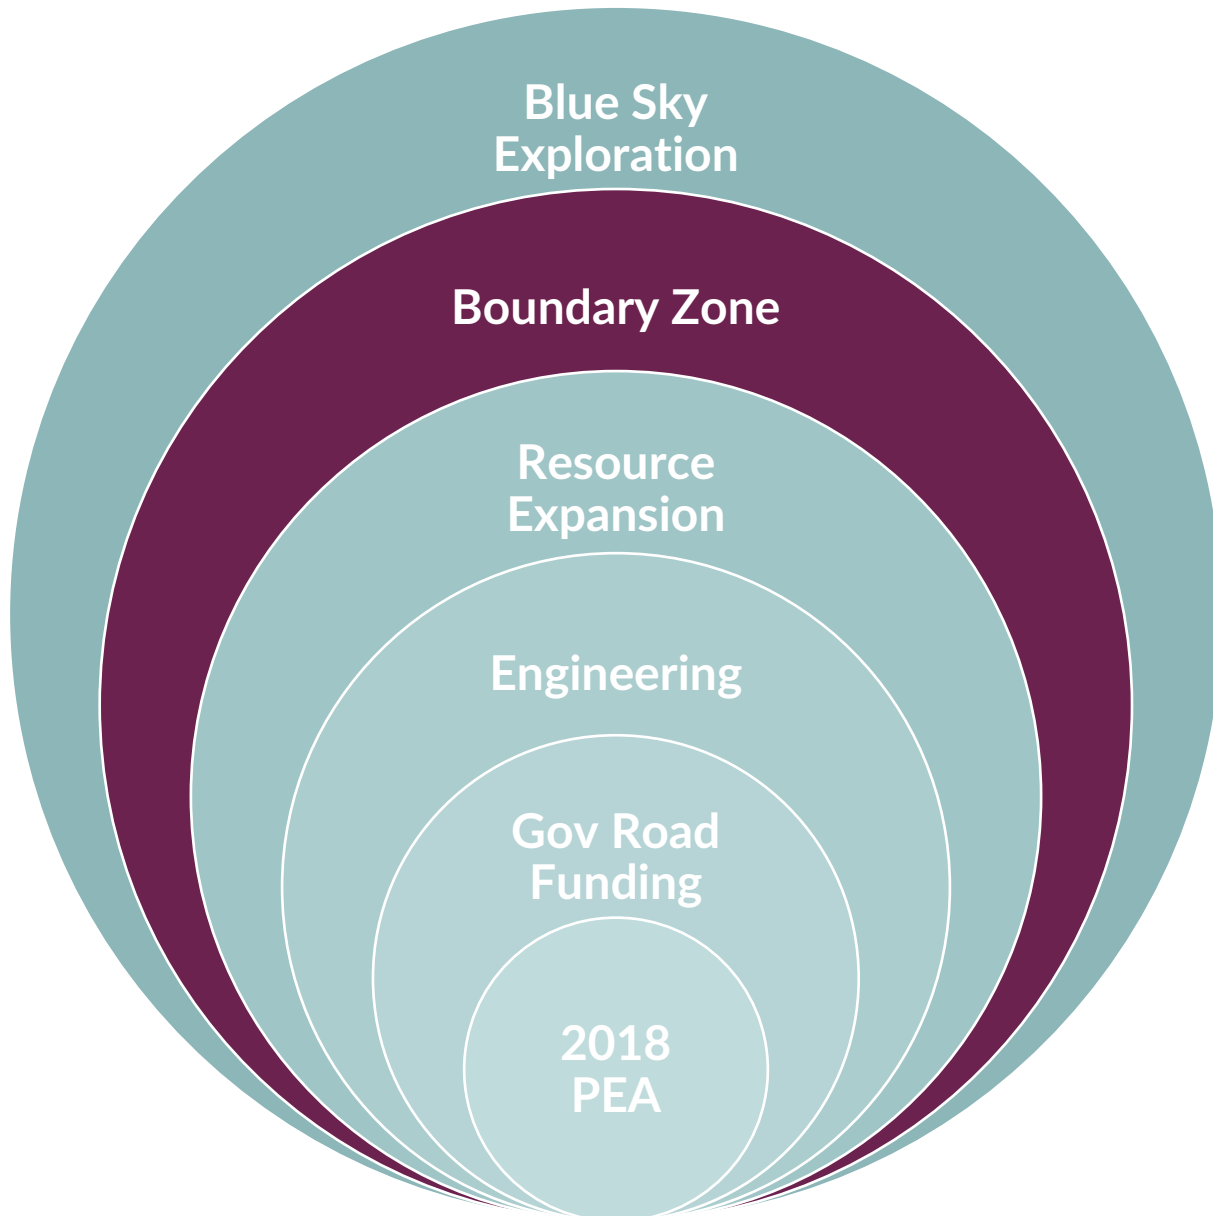 Blue Sky
Exploration
Boundary Zone
Resource
Expansion
Engineering
Gov Road
Funding
2018
PEA